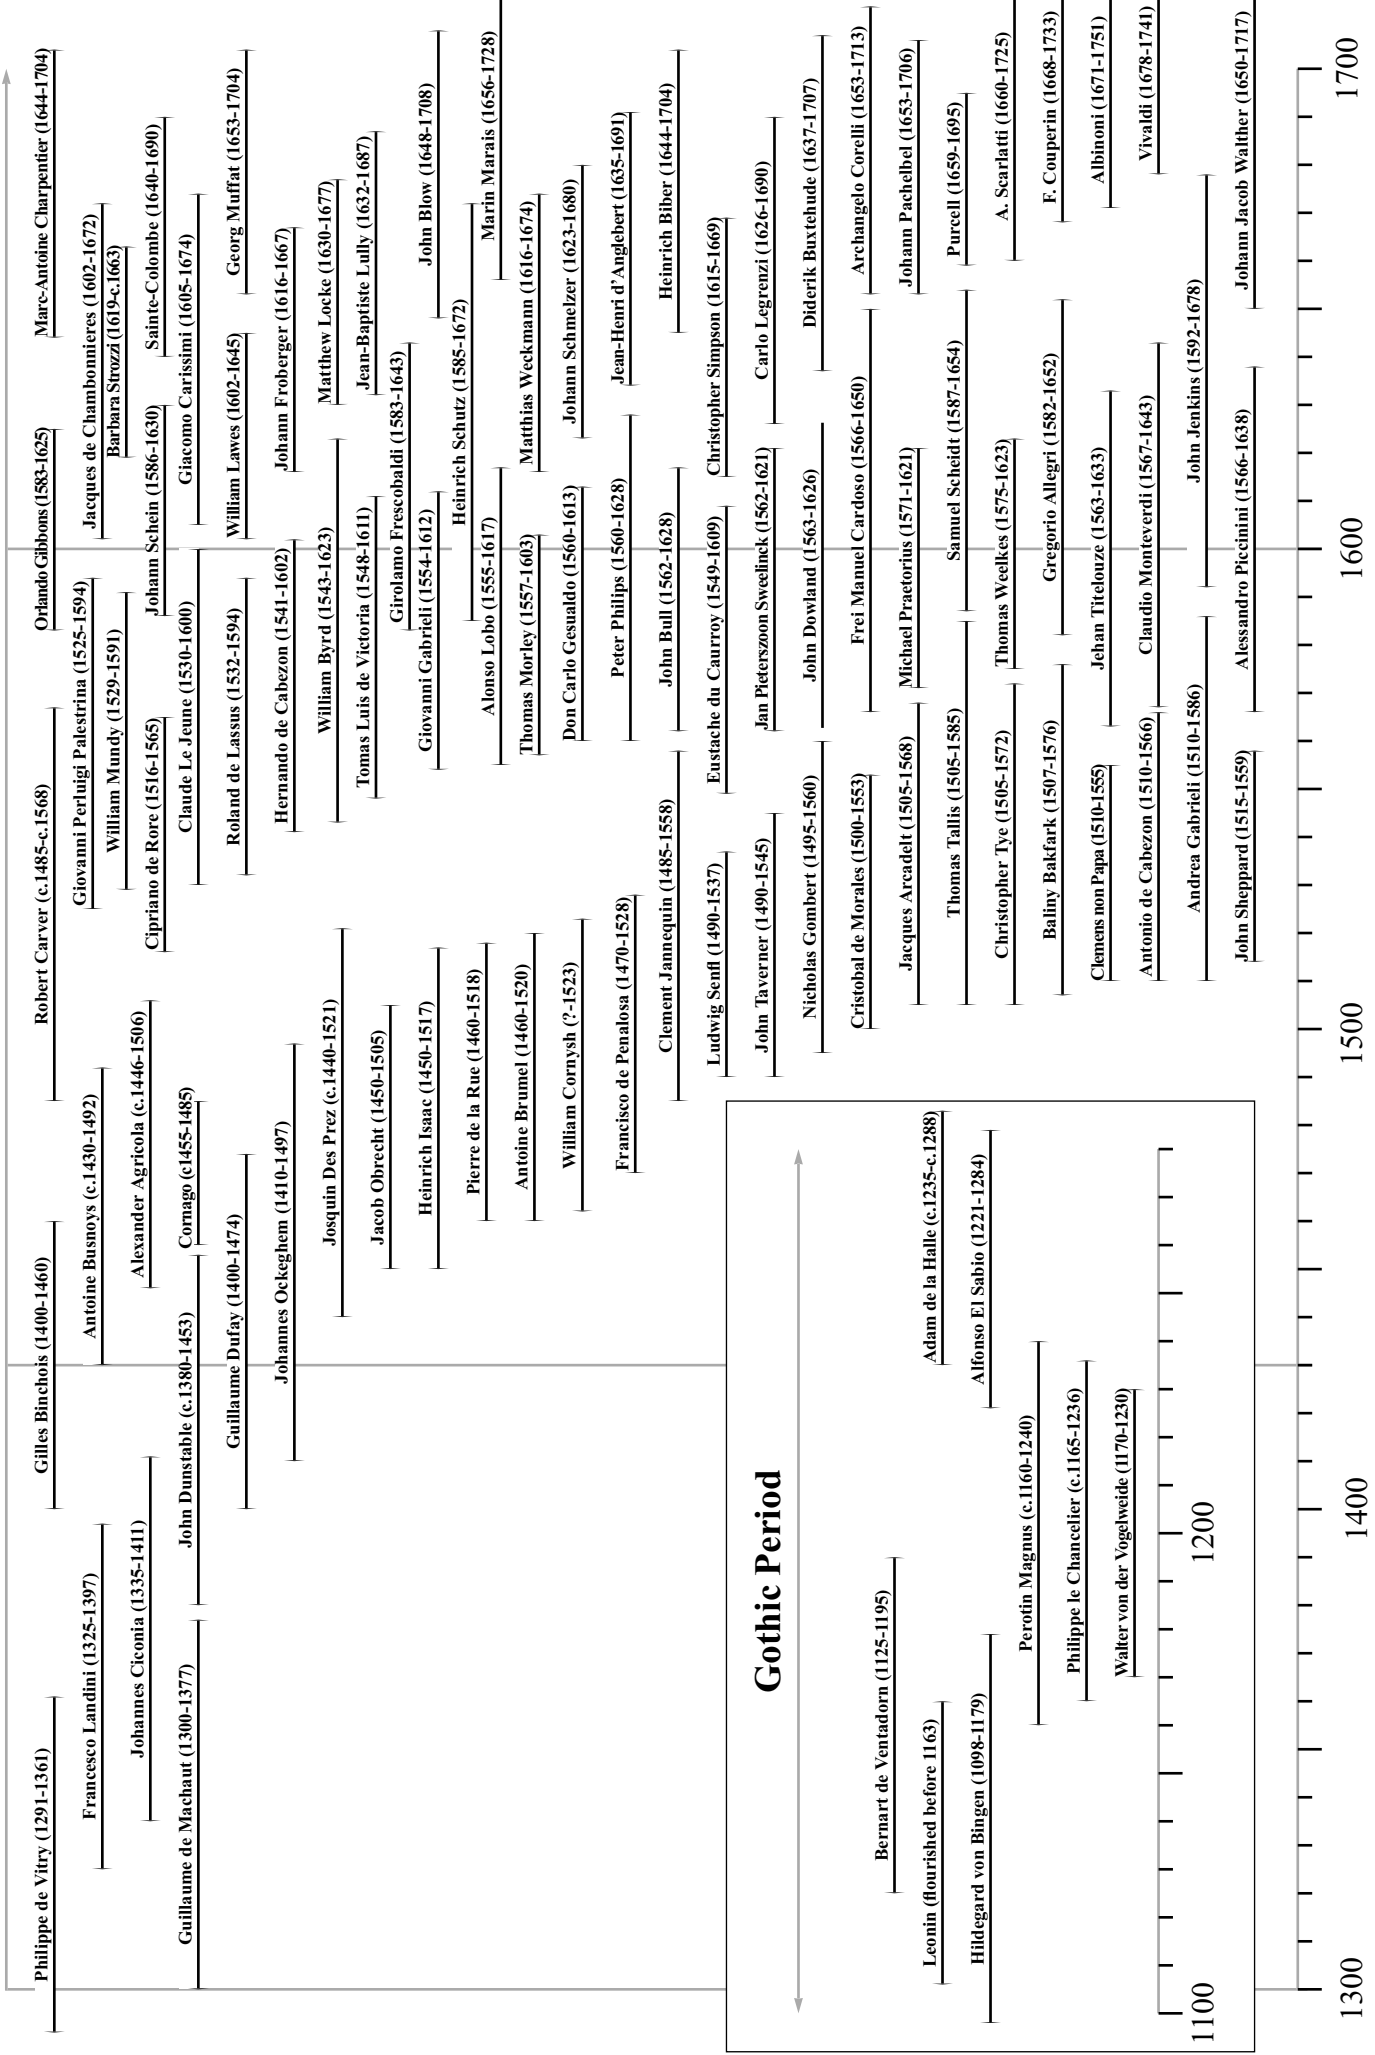 Philippe de Vitry (1291-1361)
Gilles Binchois (1400-1460)
Robert Carver (c.1485-c.1568)
Orlando Gibbons (1583-1625)
Marc-Antoine Charpentier (1644-1704)
Giovanni Perluigi Palestrina (1525-1594)
Francesco Landini (1325-1397)
Antoine Busnoys (c.1430-1492)
Jacques de Chambonnieres (1602-1672)
William Mundy (1529-1591)
Barbara Strozzi (1619-c.1663)
Johannes Ciconia (1335-1411)
Alexander Agricola (c.1446-1506)
Cipriano de Rore (1516-1565)
Johann Schein (1586-1630)
Sainte-Colombe (1640-1690)
Guillaume de Machaut (1300-1377)
John Dunstable (c.1380-1453)
Cornago (c1455-1485)
Claude Le Jeune (1530-1600)
Giacomo Carissimi (1605-1674)
Guillaume Dufay (1400-1474)
Roland de Lassus (1532-1594)
William Lawes (1602-1645)
Georg Muffat (1653-1704)
Johannes Ockeghem (1410-1497)
Hernando de Cabezon (1541-1602)
Johann Froberger (1616-1667)
Josquin Des Prez (c.1440-1521)
William Byrd (1543-1623)
Matthew Locke (1630-1677)
Tomas Luis de Victoria (1548-1611)
Jean-Baptiste Lully (1632-1687)
Jacob Obrecht (1450-1505)
Girolamo Frescobaldi (1583-1643)
Heinrich Isaac (1450-1517)
Giovanni Gabrieli (1554-1612)
John Blow (1648-1708)
Heinrich Schutz (1585-1672)
Pierre de la Rue (1460-1518)
Alonso Lobo (1555-1617)
Marin Marais (1656-1728)
Antoine Brumel (1460-1520)
Thomas Morley (1557-1603)
Matthias Weckmann (1616-1674)
William Cornysh (?-1523)
Don Carlo Gesualdo (1560-1613)
Johann Schmelzer (1623-1680)
Francisco de Penalosa (1470-1528)
Peter Philips (1560-1628)
Jean-Henri d'Anglebert (1635-1691)
Clement Jannequin (1485-1558)
John Bull (1562-1628)
Heinrich Biber (1644-1704)
Ludwig Senfl (1490-1537)
Eustache du Caurroy (1549-1609)
Christopher Simpson (1615-1669)
Gothic Period
John Taverner (1490-1545)
Jan Pieterszoon Sweelinck (1562-1621)
Carlo Legrenzi (1626-1690)
Nicholas Gombert (1495-1560)
John Dowland (1563-1626)
Diderik Buxtehude (1637-1707)
Cristobal de Morales (1500-1553)
Frei Manuel Cardoso (1566-1650)
Archangelo Corelli (1653-1713)
Bernart de Ventadorn (1125-1195)
Jacques Arcadelt (1505-1568)
Michael Praetorius (1571-1621)
Johann Pachelbel (1653-1706)
Leonin (flourished before 1163)
Adam de la Halle (c.1235-c.1288)
Thomas Tallis (1505-1585)
Samuel Scheidt (1587-1654)
Purcell (1659-1695)
Hildegard von Bingen (1098-1179)
Alfonso El Sabio (1221-1284)
Christopher Tye (1505-1572)
Thomas Weelkes (1575-1623)
A. Scarlatti (1660-1725)
Perotin Magnus (c.1160-1240)
Baliny Bakfark (1507-1576)
Gregorio Allegri (1582-1652)
F. Couperin (1668-1733)
Philippe le Chancelier (c.1165-1236)
Clemens non Papa (1510-1555)
Jehan Titelouze (1563-1633)
Albinoni (1671-1751)
Walter von der Vogelweide (1170-1230)
Antonio de Cabezon (1510-1566)
Claudio Monteverdi (1567-1643)
Vivaldi (1678-1741)
Andrea Gabrieli (1510-1586)
John Jenkins (1592-1678)
1100
1200
John Sheppard (1515-1559)
Alessandro Piccinini (1566-1638)
Johann Jacob Walther (1650-1717)
1300
1400
1500
1600
1700